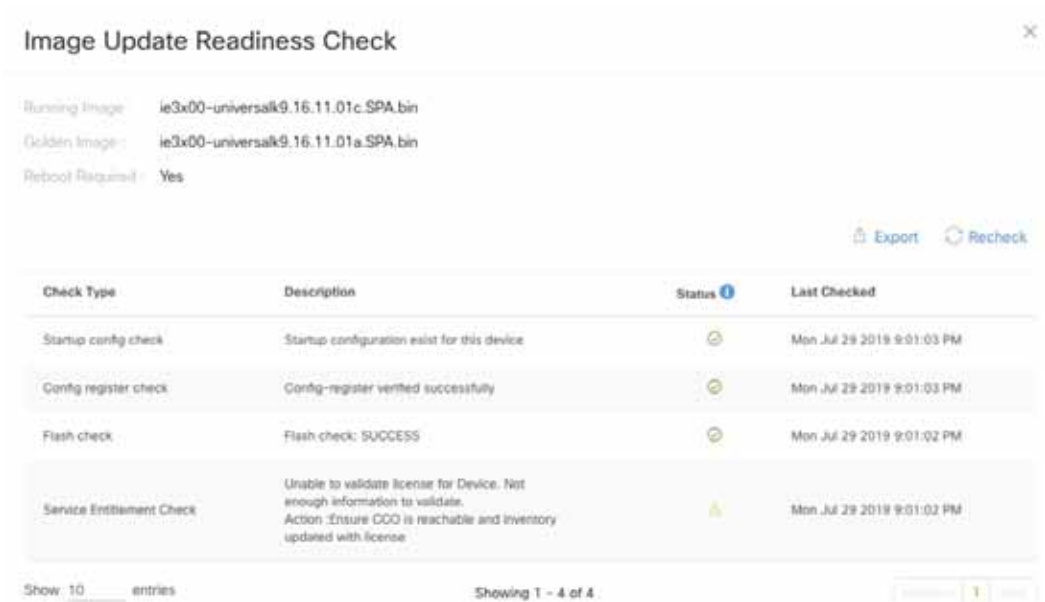 Image Update Readiness Check
Running Image : ie3x00-universalk9.16.11.01c.SPA.bin
Golden Image : ie3x00-universalk9.16.11.01a.SPA.bin
Reboot Required : Yes
Export Recheck
Check Type Description Status Last Checked
Startup config check Startup configuration exist for this device Mon Jul 29 2019 9:01:03 PM
Config register check Config-register verified successfully Mon Jul 29 2019 9:01:03 PM
Flash check Flash check: SUCCESS Mon Jul 29 2019 9:01:02 PM
Unable to validate license for Device. Not
enough information to validate.
Service Entitlement Check Action :Ensure CCO is reachable and inventory Mon Jul 29 2019 9:01:02 PM
updated with license
Show 10 entries Showing 1 - 4 of 4 1